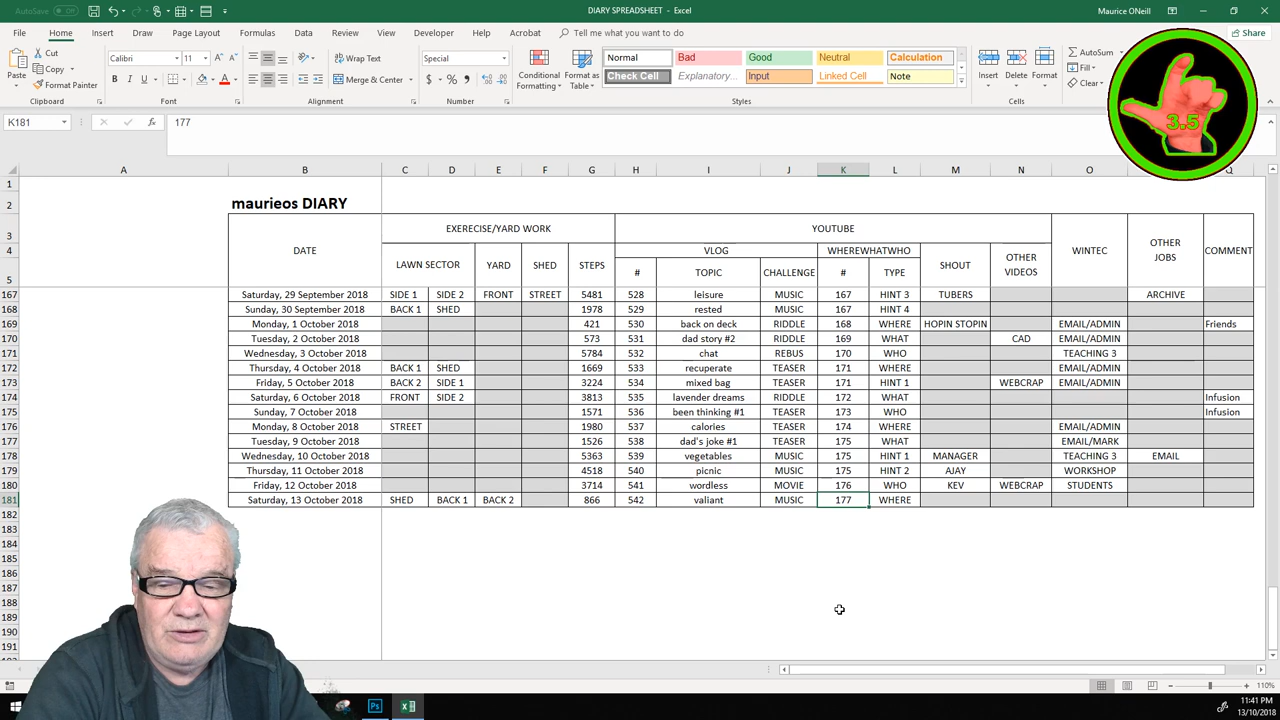 AutoSave Off
DIARY SPREADSHEET - Excel
Maurice ONeill
File Home Insert Draw Page Layout Formulas Data Review View Developer Help Acrobat Tell me what you want to do Share
Paste
Cut
Copy
Format Painter
Calibri 11
B I U
Wrap Text
Merge & Center
Special
$ % ,
Conditional Formatting
Format as Table
Normal Bad Good Neutral Calculation
Check Cell Explanatory... Input Linked Cell Note
Insert Delete Format
AutoSum
Fill
Clear
Clipboard Font Alignment Number Styles Cells
3.5
K181 fx 177
A B C D E F G H I J K L M N O Q
1
2 maurieos DIARY
3 EXERECISE/YARD WORK YOUTUBE
4 DATE LAWN SECTOR YARD SHED STEPS VLOG WHEREWHATWHO SHOUT OTHER VIDEOS WINTEC OTHER JOBS COMMENT
5 # TOPIC CHALLENGE # TYPE
167 Saturday, 29 September 2018 SIDE 1 SIDE 2 FRONT STREET 5481 528 leisure MUSIC 167 HINT 3 TUBERS ARCHIVE
168 Sunday, 30 September 2018 BACK 1 SHED 1978 529 rested MUSIC 167 HINT 4
169 Monday, 1 October 2018 421 530 back on deck RIDDLE 168 WHERE HOPIN STOPIN EMAIL/ADMIN Friends
170 Tuesday, 2 October 2018 573 531 dad story #2 RIDDLE 169 WHAT CAD EMAIL/ADMIN
171 Wednesday, 3 October 2018 5784 532 chat REBUS 170 WHO TEACHING 3
172 Thursday, 4 October 2018 BACK 1 SHED 1669 533 recuperate TEASER 171 WHERE EMAIL/ADMIN
173 Friday, 5 October 2018 BACK 2 SIDE 1 3224 534 mixed bag TEASER 171 HINT 1 WEBCRAP EMAIL/ADMIN
174 Saturday, 6 October 2018 FRONT SIDE 2 3813 535 lavender dreams RIDDLE 172 WHAT Infusion
175 Sunday, 7 October 2018 1571 536 been thinking #1 TEASER 173 WHO Infusion
176 Monday, 8 October 2018 STREET 1980 537 calories TEASER 174 WHERE EMAIL/ADMIN
177 Tuesday, 9 October 2018 1526 538 dad's joke #1 TEASER 175 WHAT EMAIL/MARK
178 Wednesday, 10 October 2018 5363 539 vegetables MUSIC 175 HINT 1 MANAGER TEACHING 3 EMAIL
179 Thursday, 11 October 2018 4518 540 picnic MUSIC 175 HINT 2 AJAY WORKSHOP
180 Friday, 12 October 2018 3714 541 wordless MOVIE 176 WHO KEV WEBCRAP STUDENTS
181 Saturday, 13 October 2018 SHED BACK 1 BACK 2 866 542 valiant MUSIC 177 WHERE
182
183
184
185
186
187
188
189
190
191
110%
11:41 PM
13/10/2018